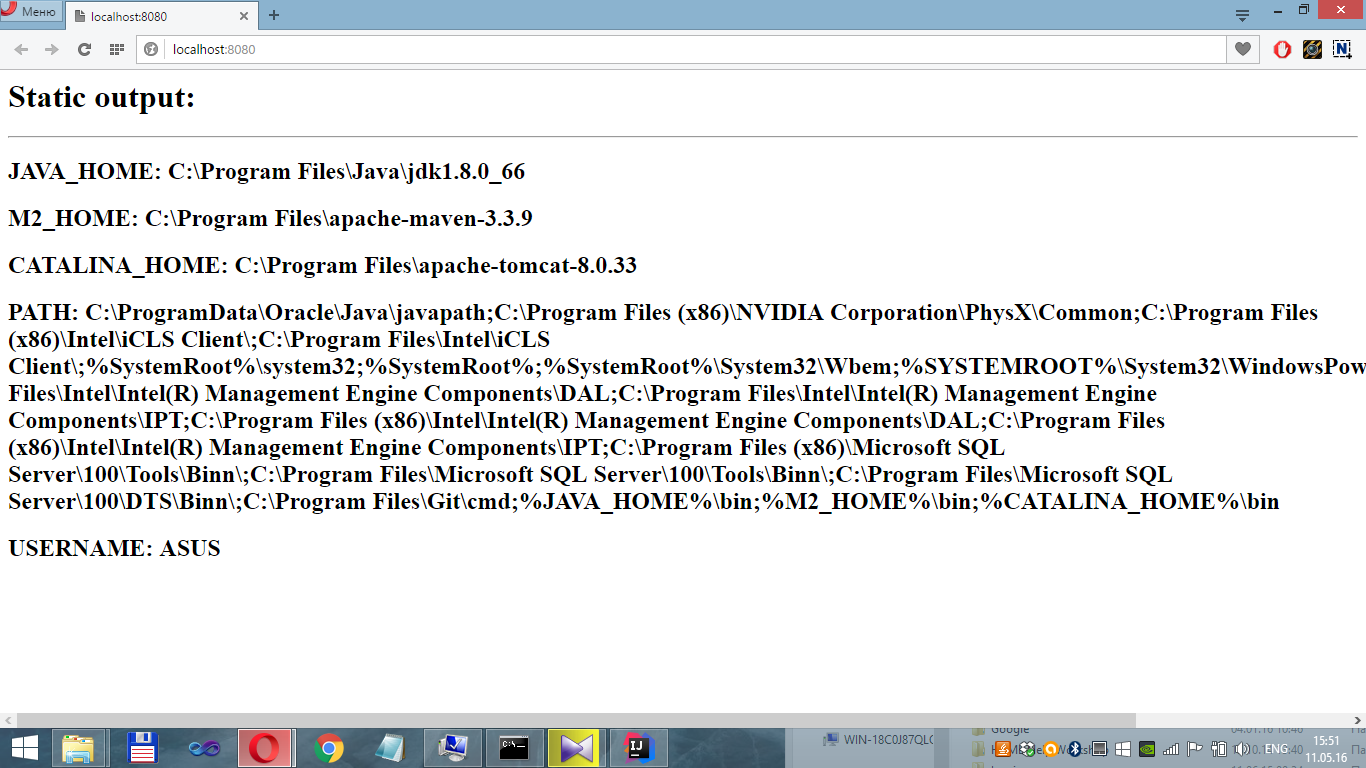 Меню
localhost:8080
localhost:8080
Static output:
JAVA_HOME: C:\Program Files\Java\jdk1.8.0_66
M2_HOME: C:\Program Files\apache-maven-3.3.9
CATALINA_HOME: C:\Program Files\apache-tomcat-8.0.33
PATH: C:\ProgramData\Oracle\Java\javapath;C:\Program Files (x86)\NVIDIA Corporation\PhysX\Common;C:\Program Files
(x86)\Intel\iCLS Client\;C:\Program Files\Intel\iCLS
Client\;%SystemRoot%\system32;%SystemRoot%;%SystemRoot%\System32\Wbem;%SYSTEMROOT%\System32\WindowsPow
Files\Intel\Intel(R) Management Engine Components\DAL;C:\Program Files\Intel\Intel(R) Management Engine
Components\IPT;C:\Program Files (x86)\Intel\Intel(R) Management Engine Components\DAL;C:\Program Files
(x86)\Intel\Intel(R) Management Engine Components\IPT;C:\Program Files (x86)\Microsoft SQL
Server\100\Tools\Binn\;C:\Program Files\Microsoft SQL Server\100\Tools\Binn\;C:\Program Files\Microsoft SQL
Server\100\DTS\Binn\;C:\Program Files\Git\cmd;%JAVA_HOME%\bin;%M2_HOME%\bin;%CATALINA_HOME%\bin
USERNAME: ASUS
WIN-18C0J87QLC
Google
ENG
15:51
11.05.16